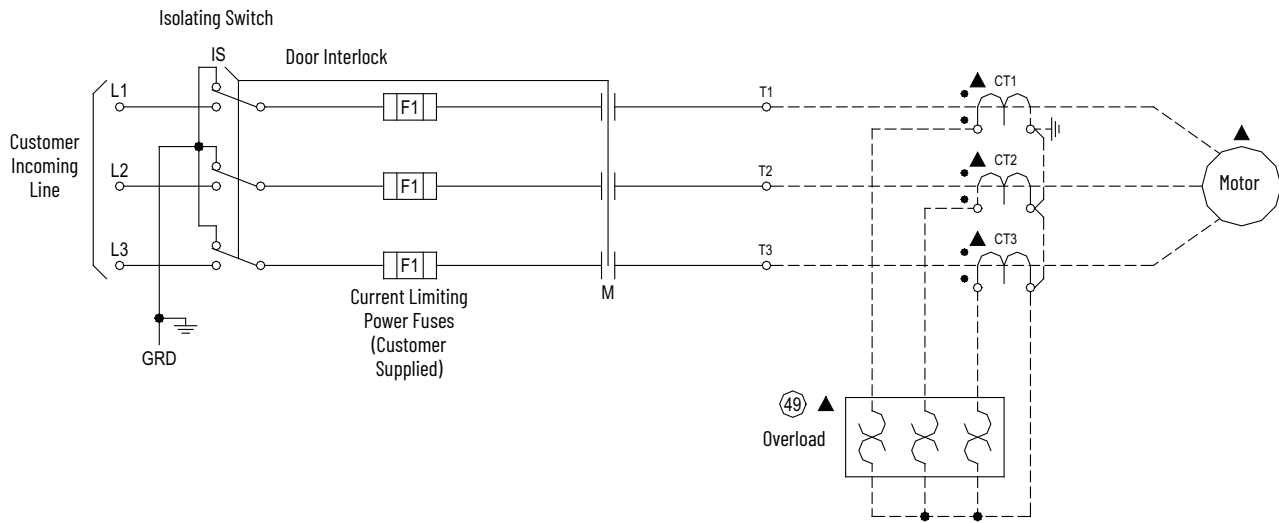 Isolating Switch
IS
Door Interlock
L1
F1
T1
CT1
Customer
Incoming
Line
L2
F1
T2
CT2
Motor
L3
F1
T3
CT3
M
Current Limiting
Power Fuses
(Customer
Supplied)
GRD
49
Overload